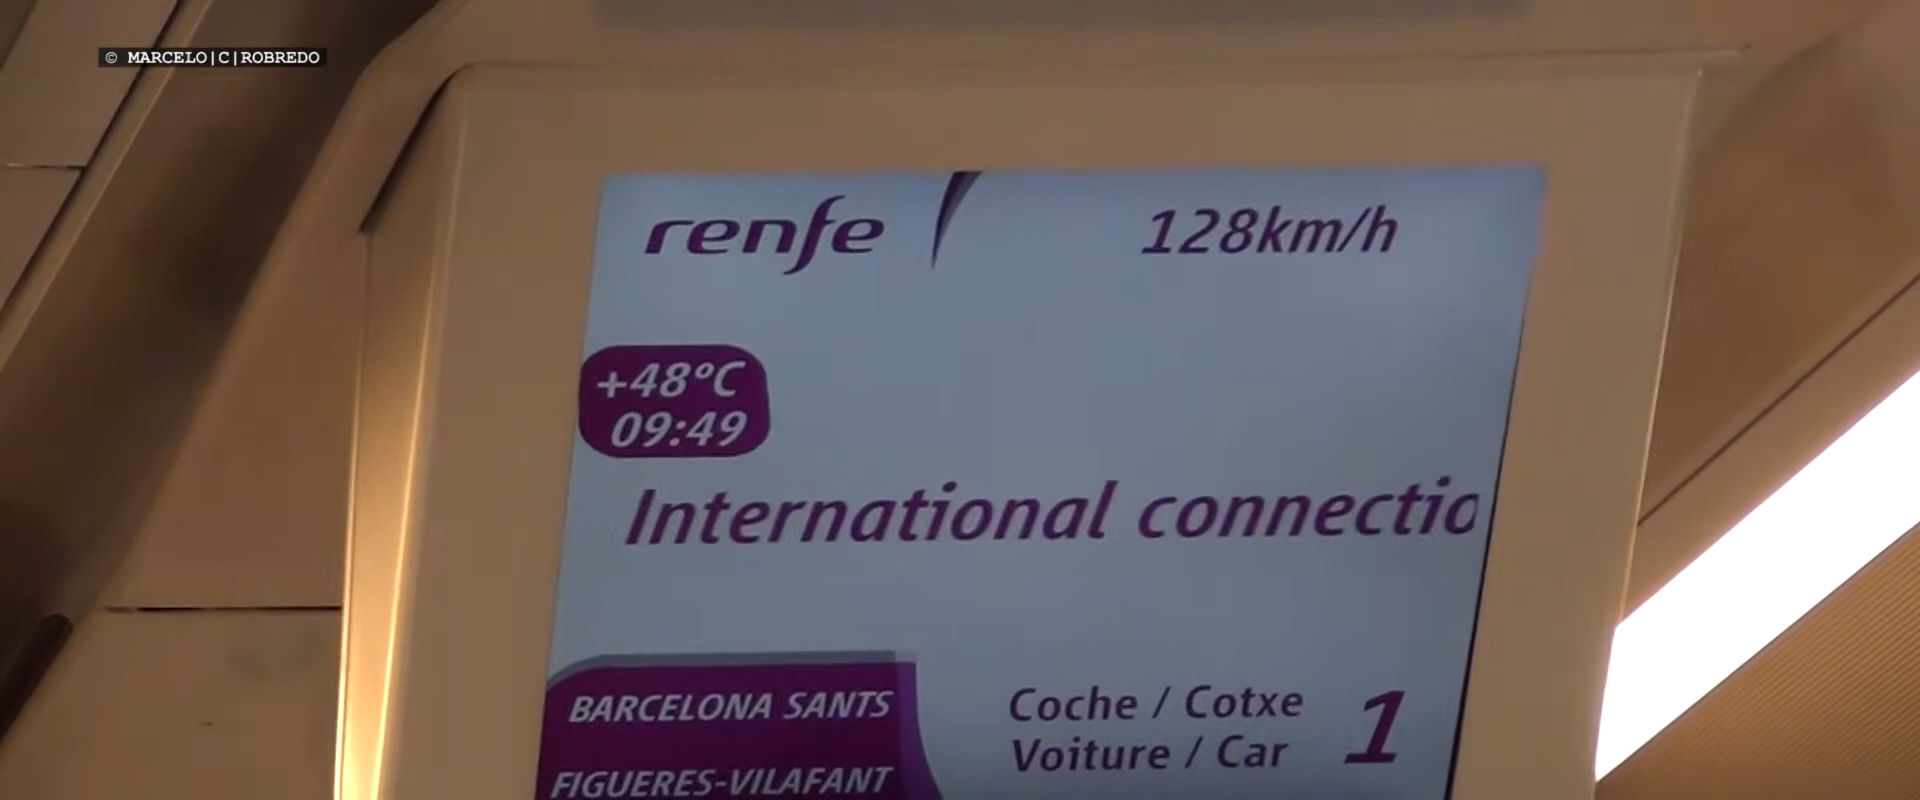 © MARCELO|C|ROBREDO
renfe
128km/h
+48°C
09:49
International connectio
BARCELONA SANTS
FIGUERES-VILAFANT
Coche / Cotxe
Voiture / Car
1